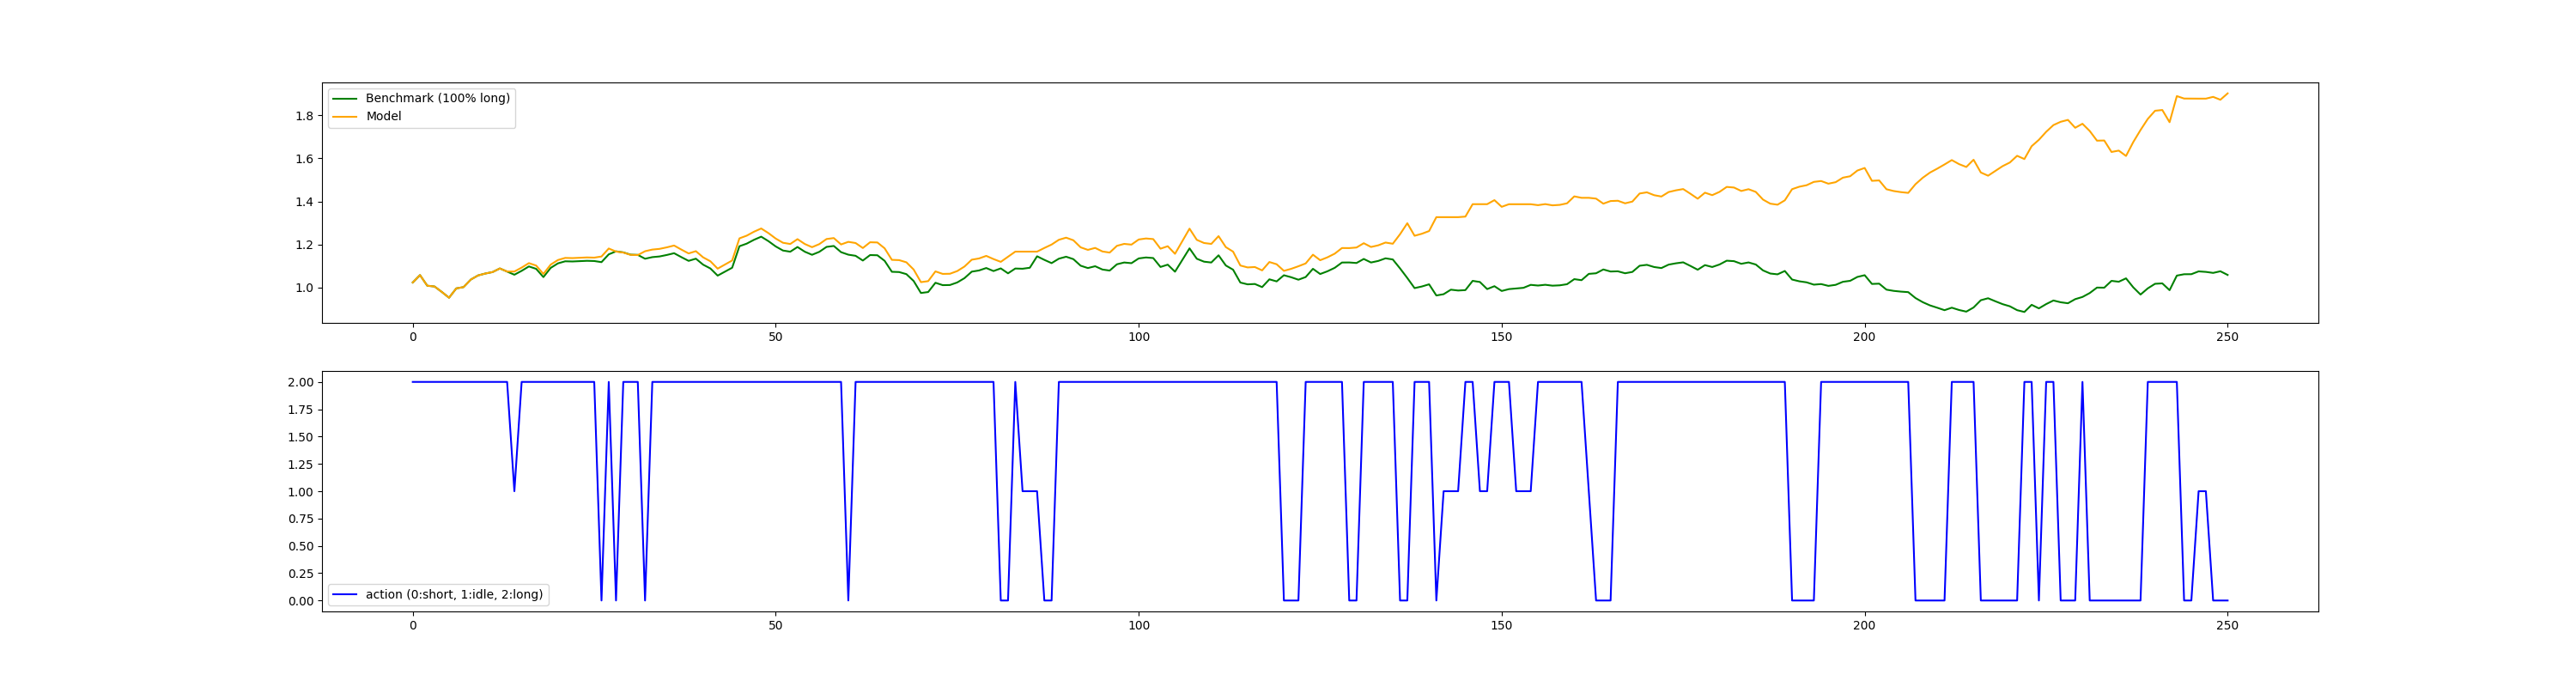 Benchmark (100% long)
Model
1.8
1.6
1.4
1.2
1.0
0 50 100 150 200 250
2.00
1.75
1.50
1.25
1.00
0.75
0.50
0.25
0.00
action (0:short, 1:idle, 2:long)
0 50 100 150 200 250